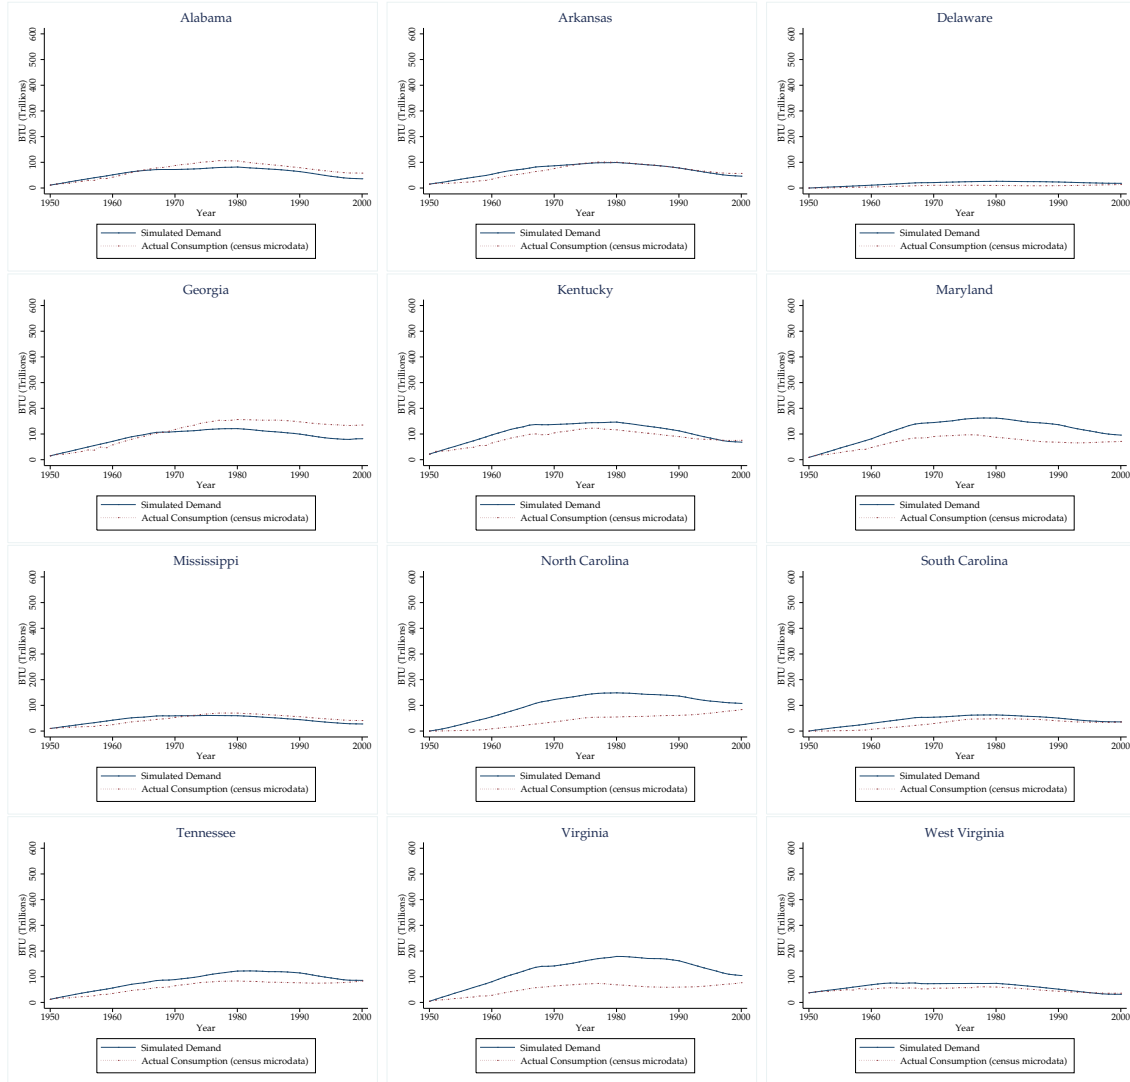 Alabama
BTU (Trillions)
0 100 200 300 400 500 600
1950 1960 1970 1980 1990 2000
Year
Simulated Demand
Actual Consumption (census microdata)
Arkansas
BTU (Trillions)
0 100 200 300 400 500 600
1950 1960 1970 1980 1990 2000
Year
Simulated Demand
Actual Consumption (census microdata)
Delaware
BTU (Trillions)
0 100 200 300 400 500 600
1950 1960 1970 1980 1990 2000
Year
Simulated Demand
Actual Consumption (census microdata)
Georgia
BTU (Trillions)
0 100 200 300 400 500 600
1950 1960 1970 1980 1990 2000
Year
Simulated Demand
Actual Consumption (census microdata)
Kentucky
BTU (Trillions)
0 100 200 300 400 500 600
1950 1960 1970 1980 1990 2000
Year
Simulated Demand
Actual Consumption (census microdata)
Maryland
BTU (Trillions)
0 100 200 300 400 500 600
1950 1960 1970 1980 1990 2000
Year
Simulated Demand
Actual Consumption (census microdata)
Mississippi
BTU (Trillions)
0 100 200 300 400 500 600
1950 1960 1970 1980 1990 2000
Year
Simulated Demand
Actual Consumption (census microdata)
North Carolina
BTU (Trillions)
0 100 200 300 400 500 600
1950 1960 1970 1980 1990 2000
Year
Simulated Demand
Actual Consumption (census microdata)
South Carolina
BTU (Trillions)
0 100 200 300 400 500 600
1950 1960 1970 1980 1990 2000
Year
Simulated Demand
Actual Consumption (census microdata)
Tennessee
BTU (Trillions)
0 100 200 300 400 500 600
1950 1960 1970 1980 1990 2000
Year
Simulated Demand
Actual Consumption (census microdata)
Virginia
BTU (Trillions)
0 100 200 300 400 500 600
1950 1960 1970 1980 1990 2000
Year
Simulated Demand
Actual Consumption (census microdata)
West Virginia
BTU (Trillions)
0 100 200 300 400 500 600
1950 1960 1970 1980 1990 2000
Year
Simulated Demand
Actual Consumption (census microdata)